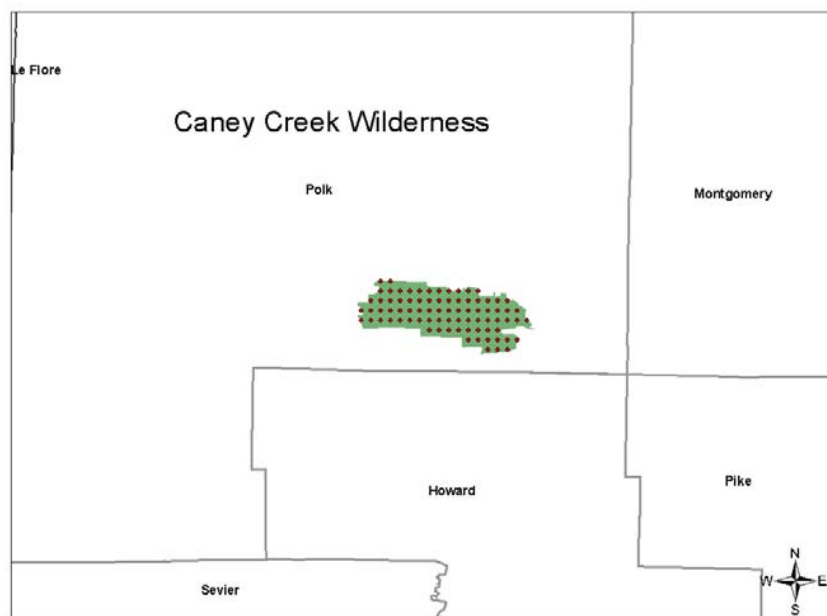 Le Flore
Caney Creek Wilderness
Polk
Montgomery
Howard
Pike
Sevier
N
W E
S